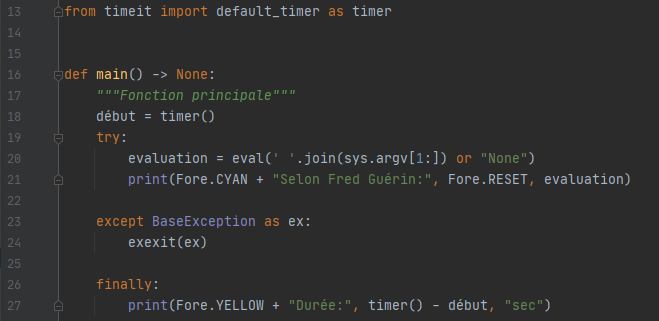 13 from timeit import default_timer as timer
14
15
16 def main() -> None:
17     """Fonction principale"""
18     début = timer()
19     try:
20         evaluation = eval(' '.join(sys.argv[1:]) or "None")
21         print(Fore.CYAN + "Selon Fred Guérin:", Fore.RESET, evaluation)
22
23     except BaseException as ex:
24         exexit(ex)
25
26     finally:
27         print(Fore.YELLOW + "Durée:", timer() - début, "sec")